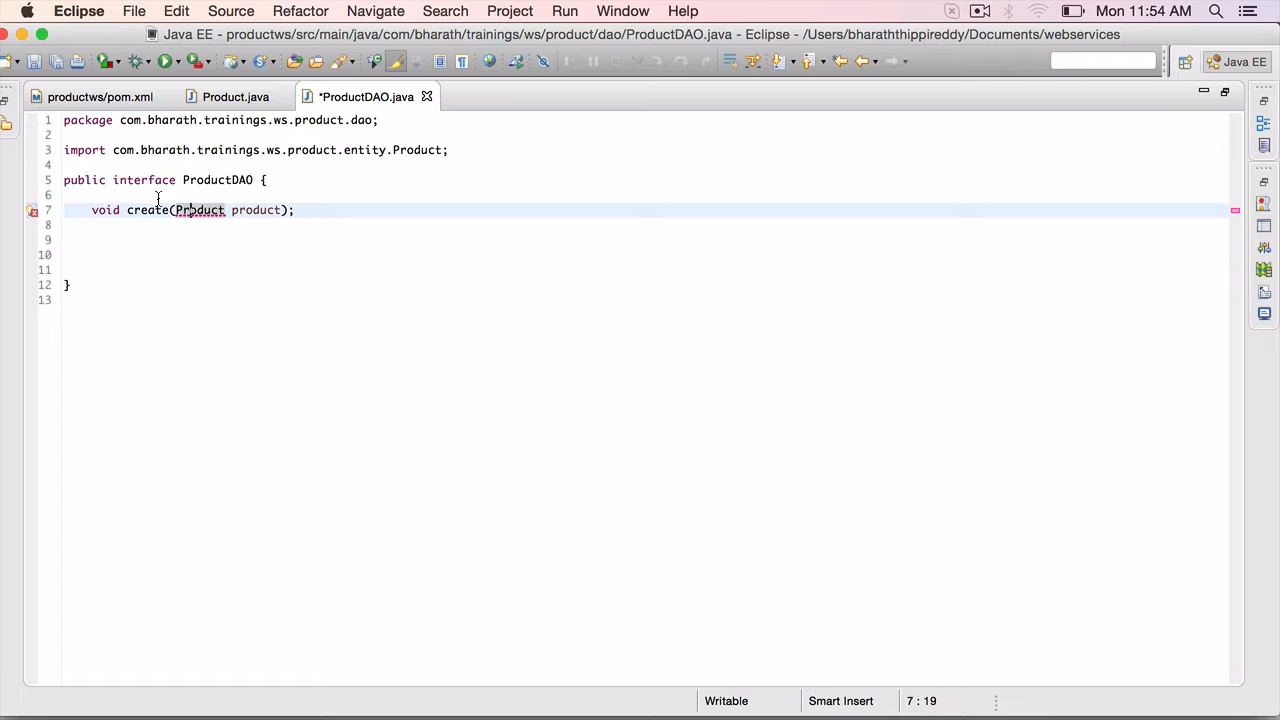 Eclipse File Edit Source Refactor Navigate Search Project Run Window Help Mon 11:54 AM
Java EE - productws/src/main/java/com/bharath/trainings/ws/product/dao/ProductDAO.java - Eclipse - /Users/bharaththippireddy/Documents/webservices
Java EE
productws/pom.xml Product.java *ProductDAO.java
1 package com.bharath.trainings.ws.product.dao;
2
3 import com.bharath.trainings.ws.product.entity.Product;
4
5 public interface ProductDAO {
6
7 void create(Product product);
8
9
10
11
12 }
13
Writable Smart Insert 7 : 19